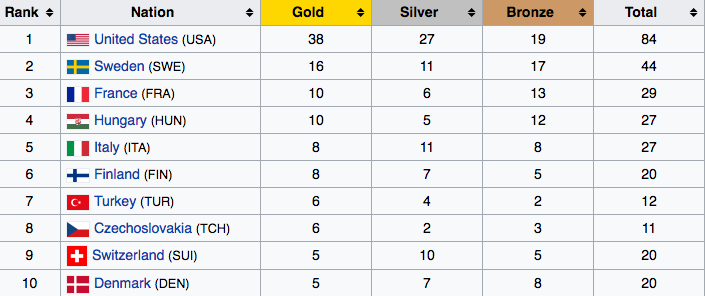 Rank Nation Gold Silver Bronze Total
1 United States (USA) 38 27 19 84
2 Sweden (SWE) 16 11 17 44
3 France (FRA) 10 6 13 29
4 Hungary (HUN) 10 5 12 27
5 Italy (ITA) 8 11 8 27
6 Finland (FIN) 8 7 5 20
7 Turkey (TUR) 6 4 2 12
8 Czechoslovakia (TCH) 6 2 3 11
9 Switzerland (SUI) 5 10 5 20
10 Denmark (DEN) 5 7 8 20